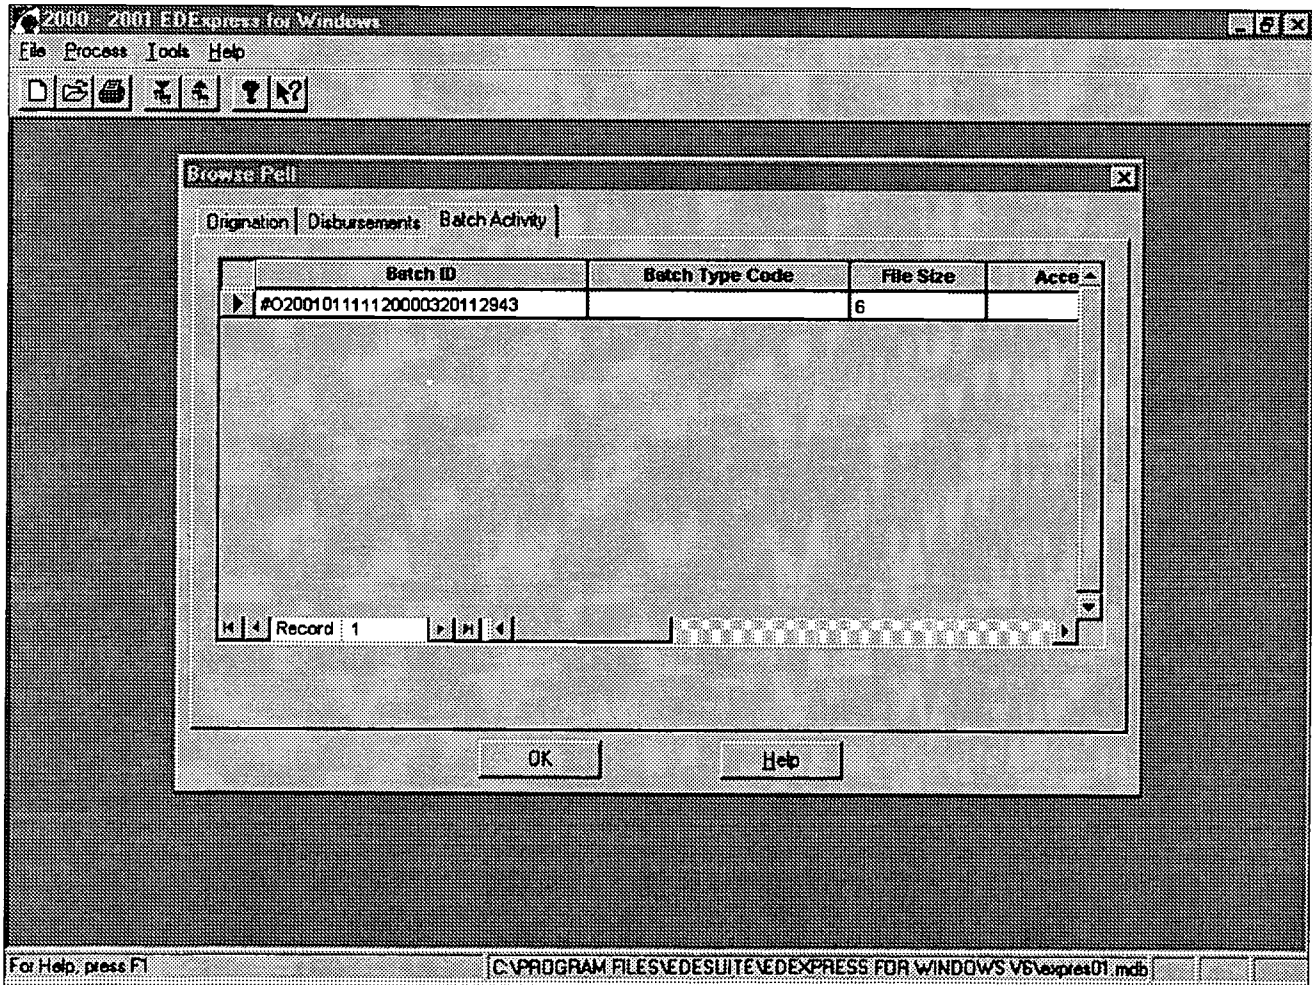 2000 - 2001 EDExpress for Windows
File Process Tools Help
Browse Pell
Origination Disbursements Batch Activity
Batch ID Batch Type Code File Size Acce
#O200101111120000320112943 6
Record 1
OK Help
For Help, press F1 C:\PROGRAM FILES\EDESUITE\EDEXPRESS FOR WINDOWS V6\expres01.mdb